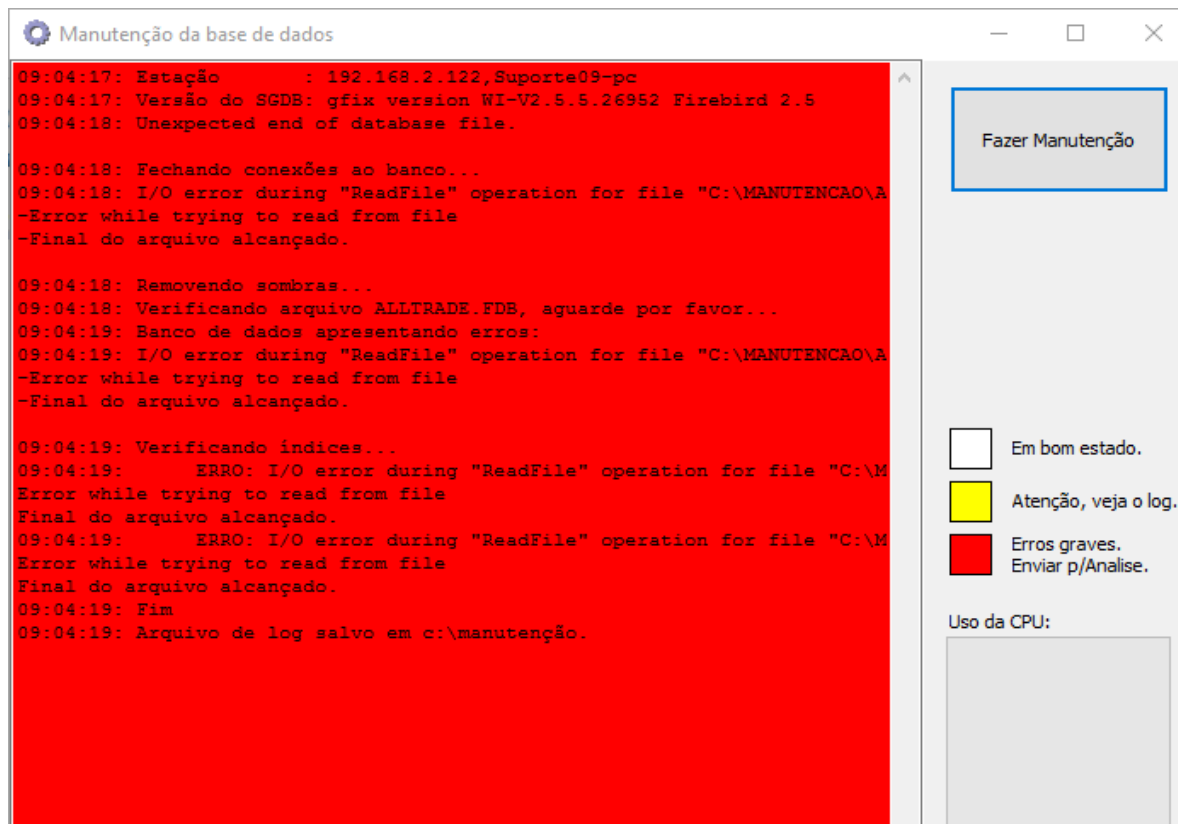 Manutenção da base de dados
09:04:17: Estação       : 192.168.2.122,Suporte09-pc
09:04:17: Versão do SGDB: gfix version WI-V2.5.5.26952 Firebird 2.5
09:04:18: Unexpected end of database file.
09:04:18: Fechando conexões ao banco...
09:04:18: I/O error during "ReadFile" operation for file "C:\MANUTENCAO\A
-Error while trying to read from file
-Final do arquivo alcançado.
09:04:18: Removendo sombras...
09:04:18: Verificando arquivo ALLTRADE.FDB, aguarde por favor...
09:04:19: Banco de dados apresentando erros:
09:04:19: I/O error during "ReadFile" operation for file "C:\MANUTENCAO\A
-Error while trying to read from file
-Final do arquivo alcançado.
09:04:19: Verificando índices...
09:04:19:      ERRO: I/O error during "ReadFile" operation for file "C:\M
Error while trying to read from file
Final do arquivo alcançado.
09:04:19:      ERRO: I/O error during "ReadFile" operation for file "C:\M
Error while trying to read from file
Final do arquivo alcançado.
09:04:19: Fim
09:04:19: Arquivo de log salvo em c:\manutenção.
Fazer Manutenção
Em bom estado.
Atenção, veja o log.
Erros graves.
Enviar p/Analise.
Uso da CPU: